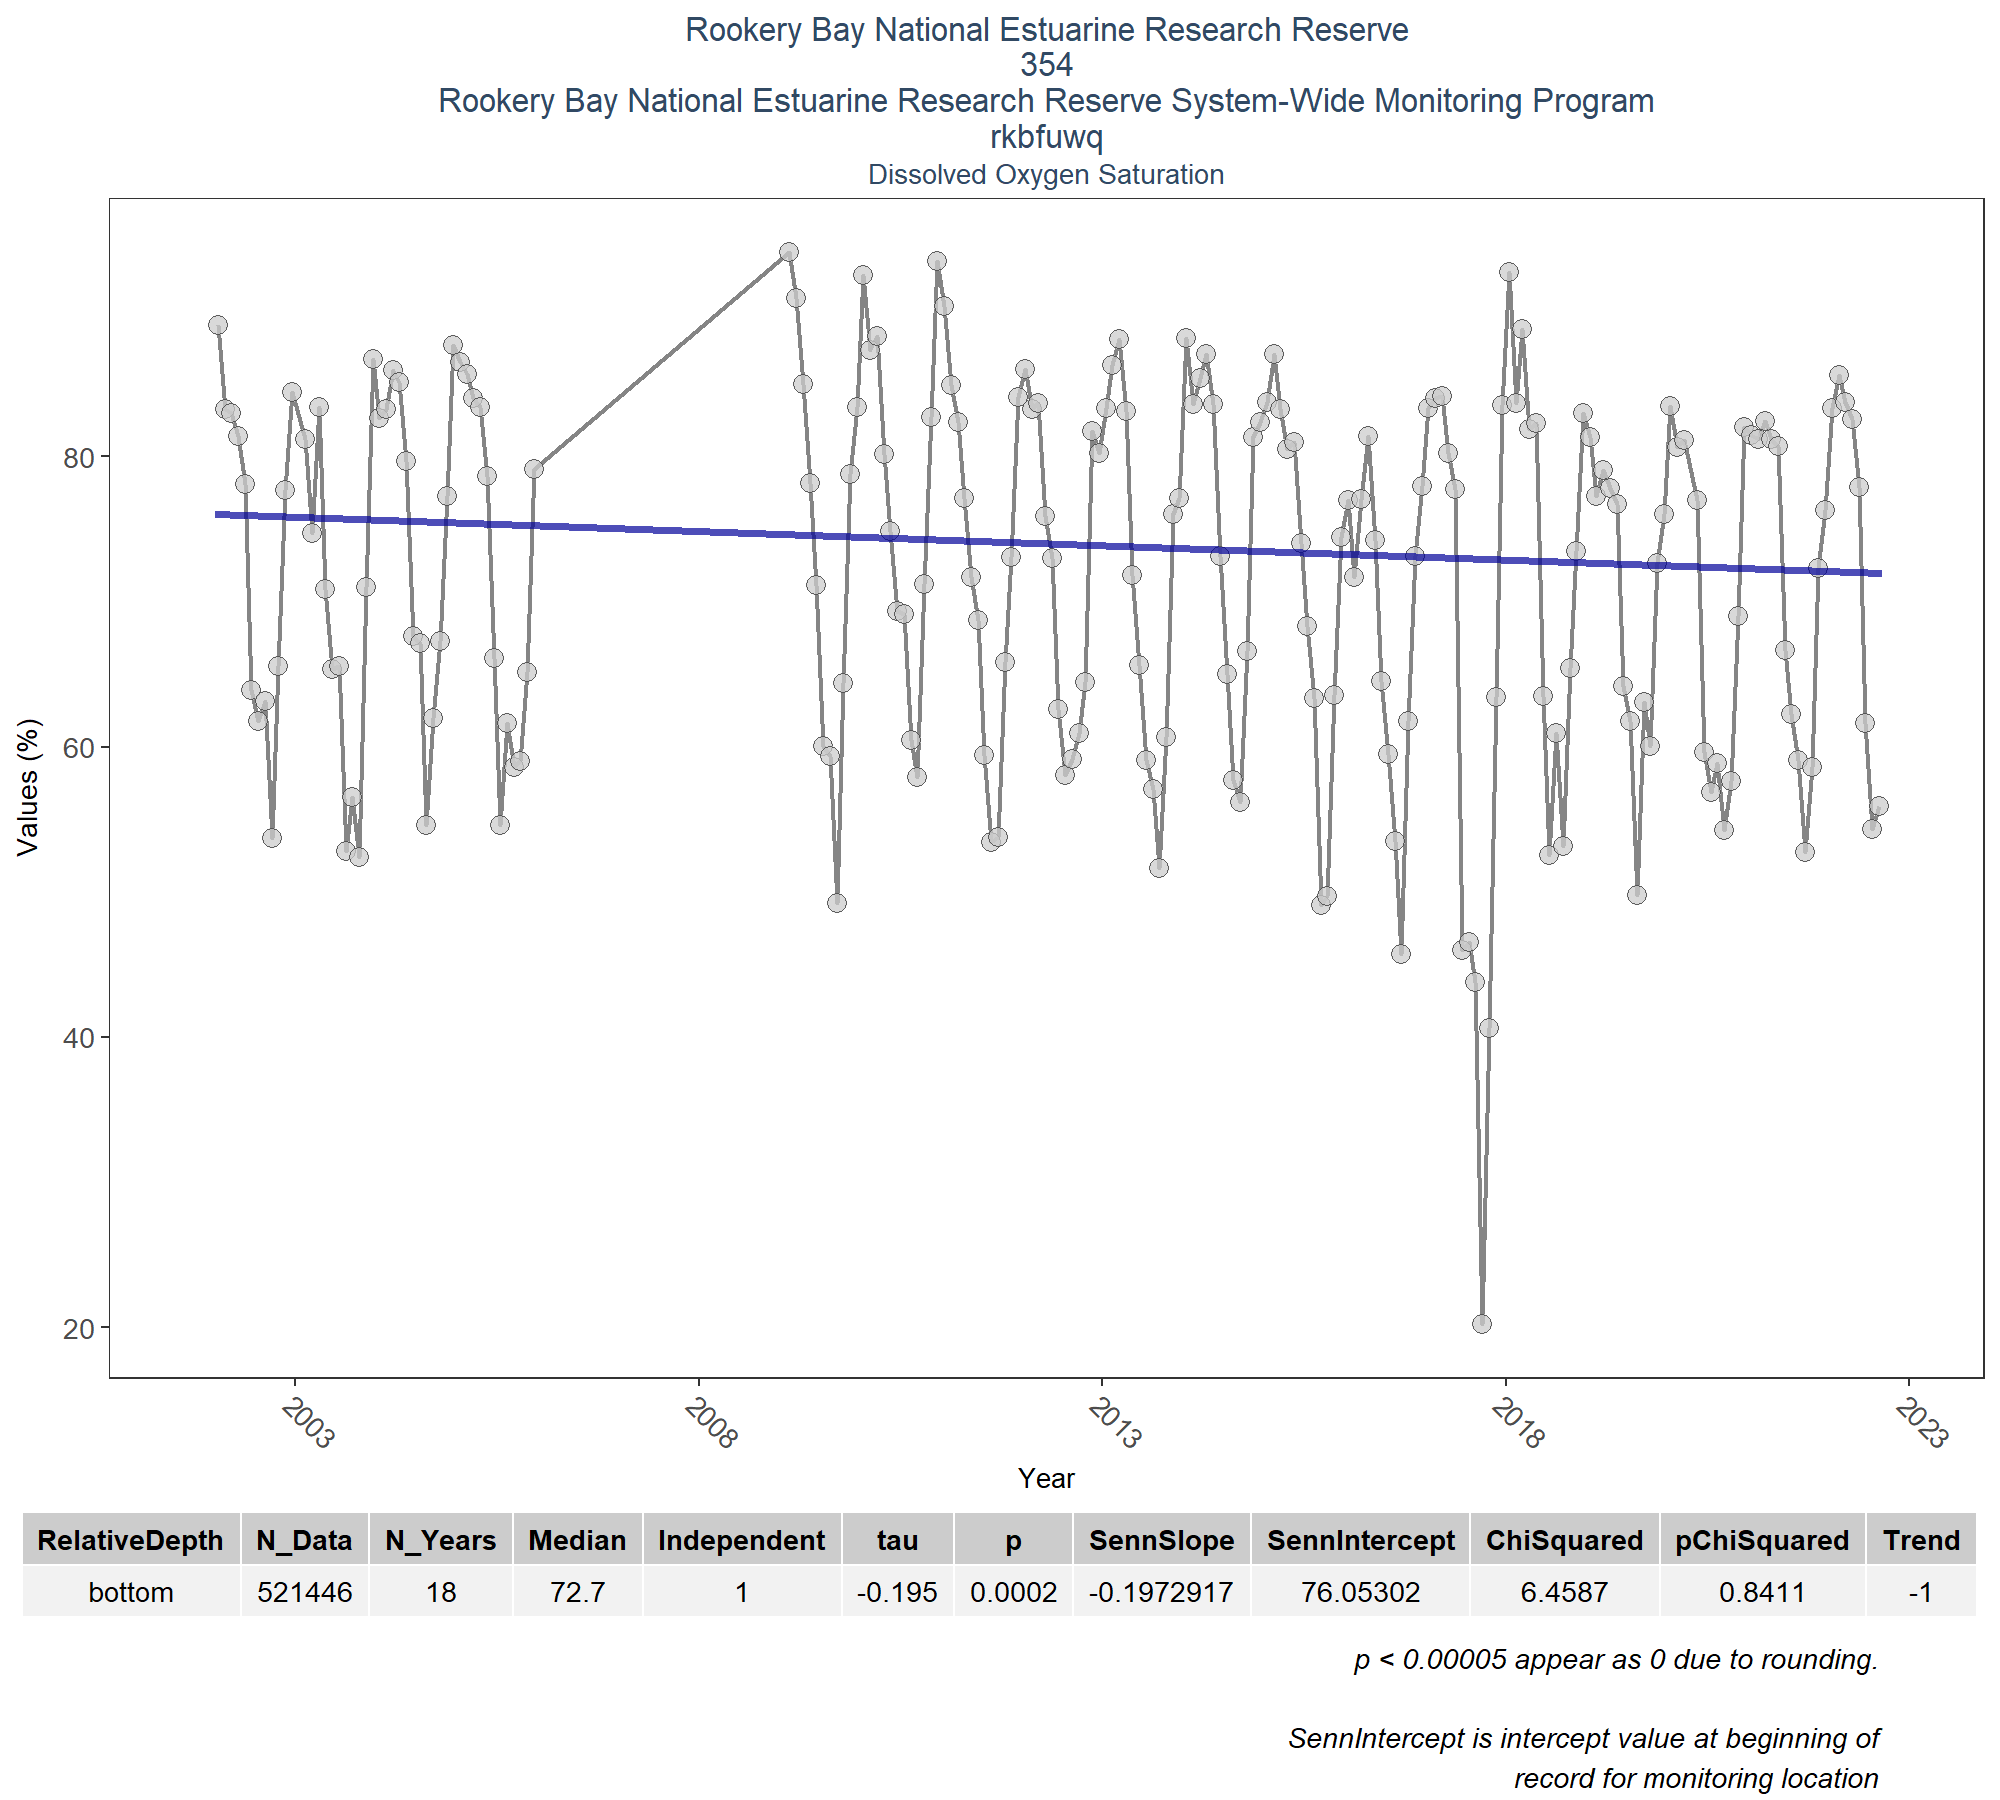 Rookery Bay National Estuarine Research Reserve
354
Rookery Bay National Estuarine Research Reserve System-Wide Monitoring Program
rkbfuwq
Dissolved Oxygen Saturation
Values (%)
80
60
40
20
2003 2008 2013 2018 2023
Year
RelativeDepth N_Data N_Years Median Independent tau p SennSlope SennIntercept ChiSquared pChiSquared Trend
bottom 521446 18 72.7 1 -0.195 0.0002 -0.1972917 76.05302 6.4587 0.8411 -1
p < 0.00005 appear as 0 due to rounding.
SennIntercept is intercept value at beginning of
record for monitoring location